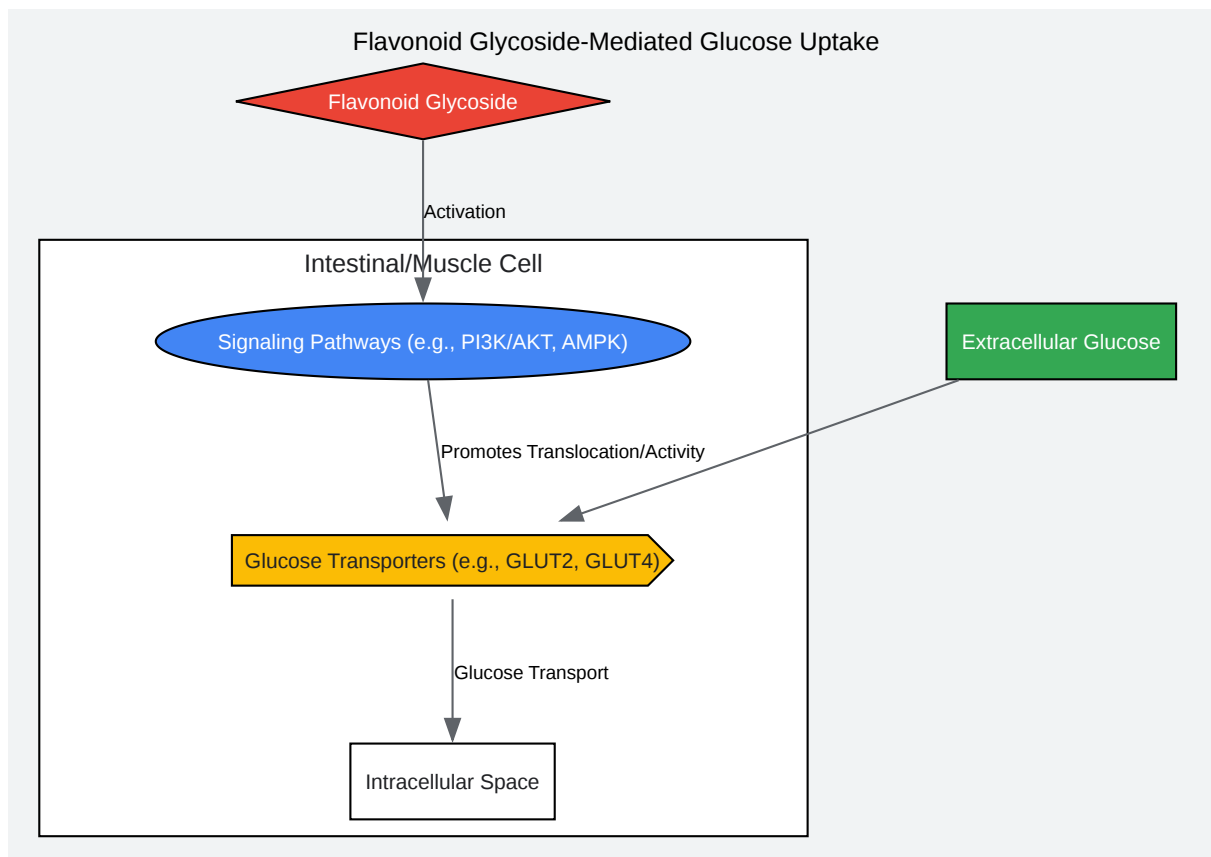 Flavonoid Glycoside-Mediated Glucose Uptake
Flavonoid Glycoside
Activation
Intestinal/Muscle Cell
Signaling Pathways (e.g., PI3K/AKT, AMPK)
Extracellular Glucose
Promotes Translocation/Activity
Glucose Transporters (e.g., GLUT2, GLUT4)
Glucose Transport
Intracellular Space